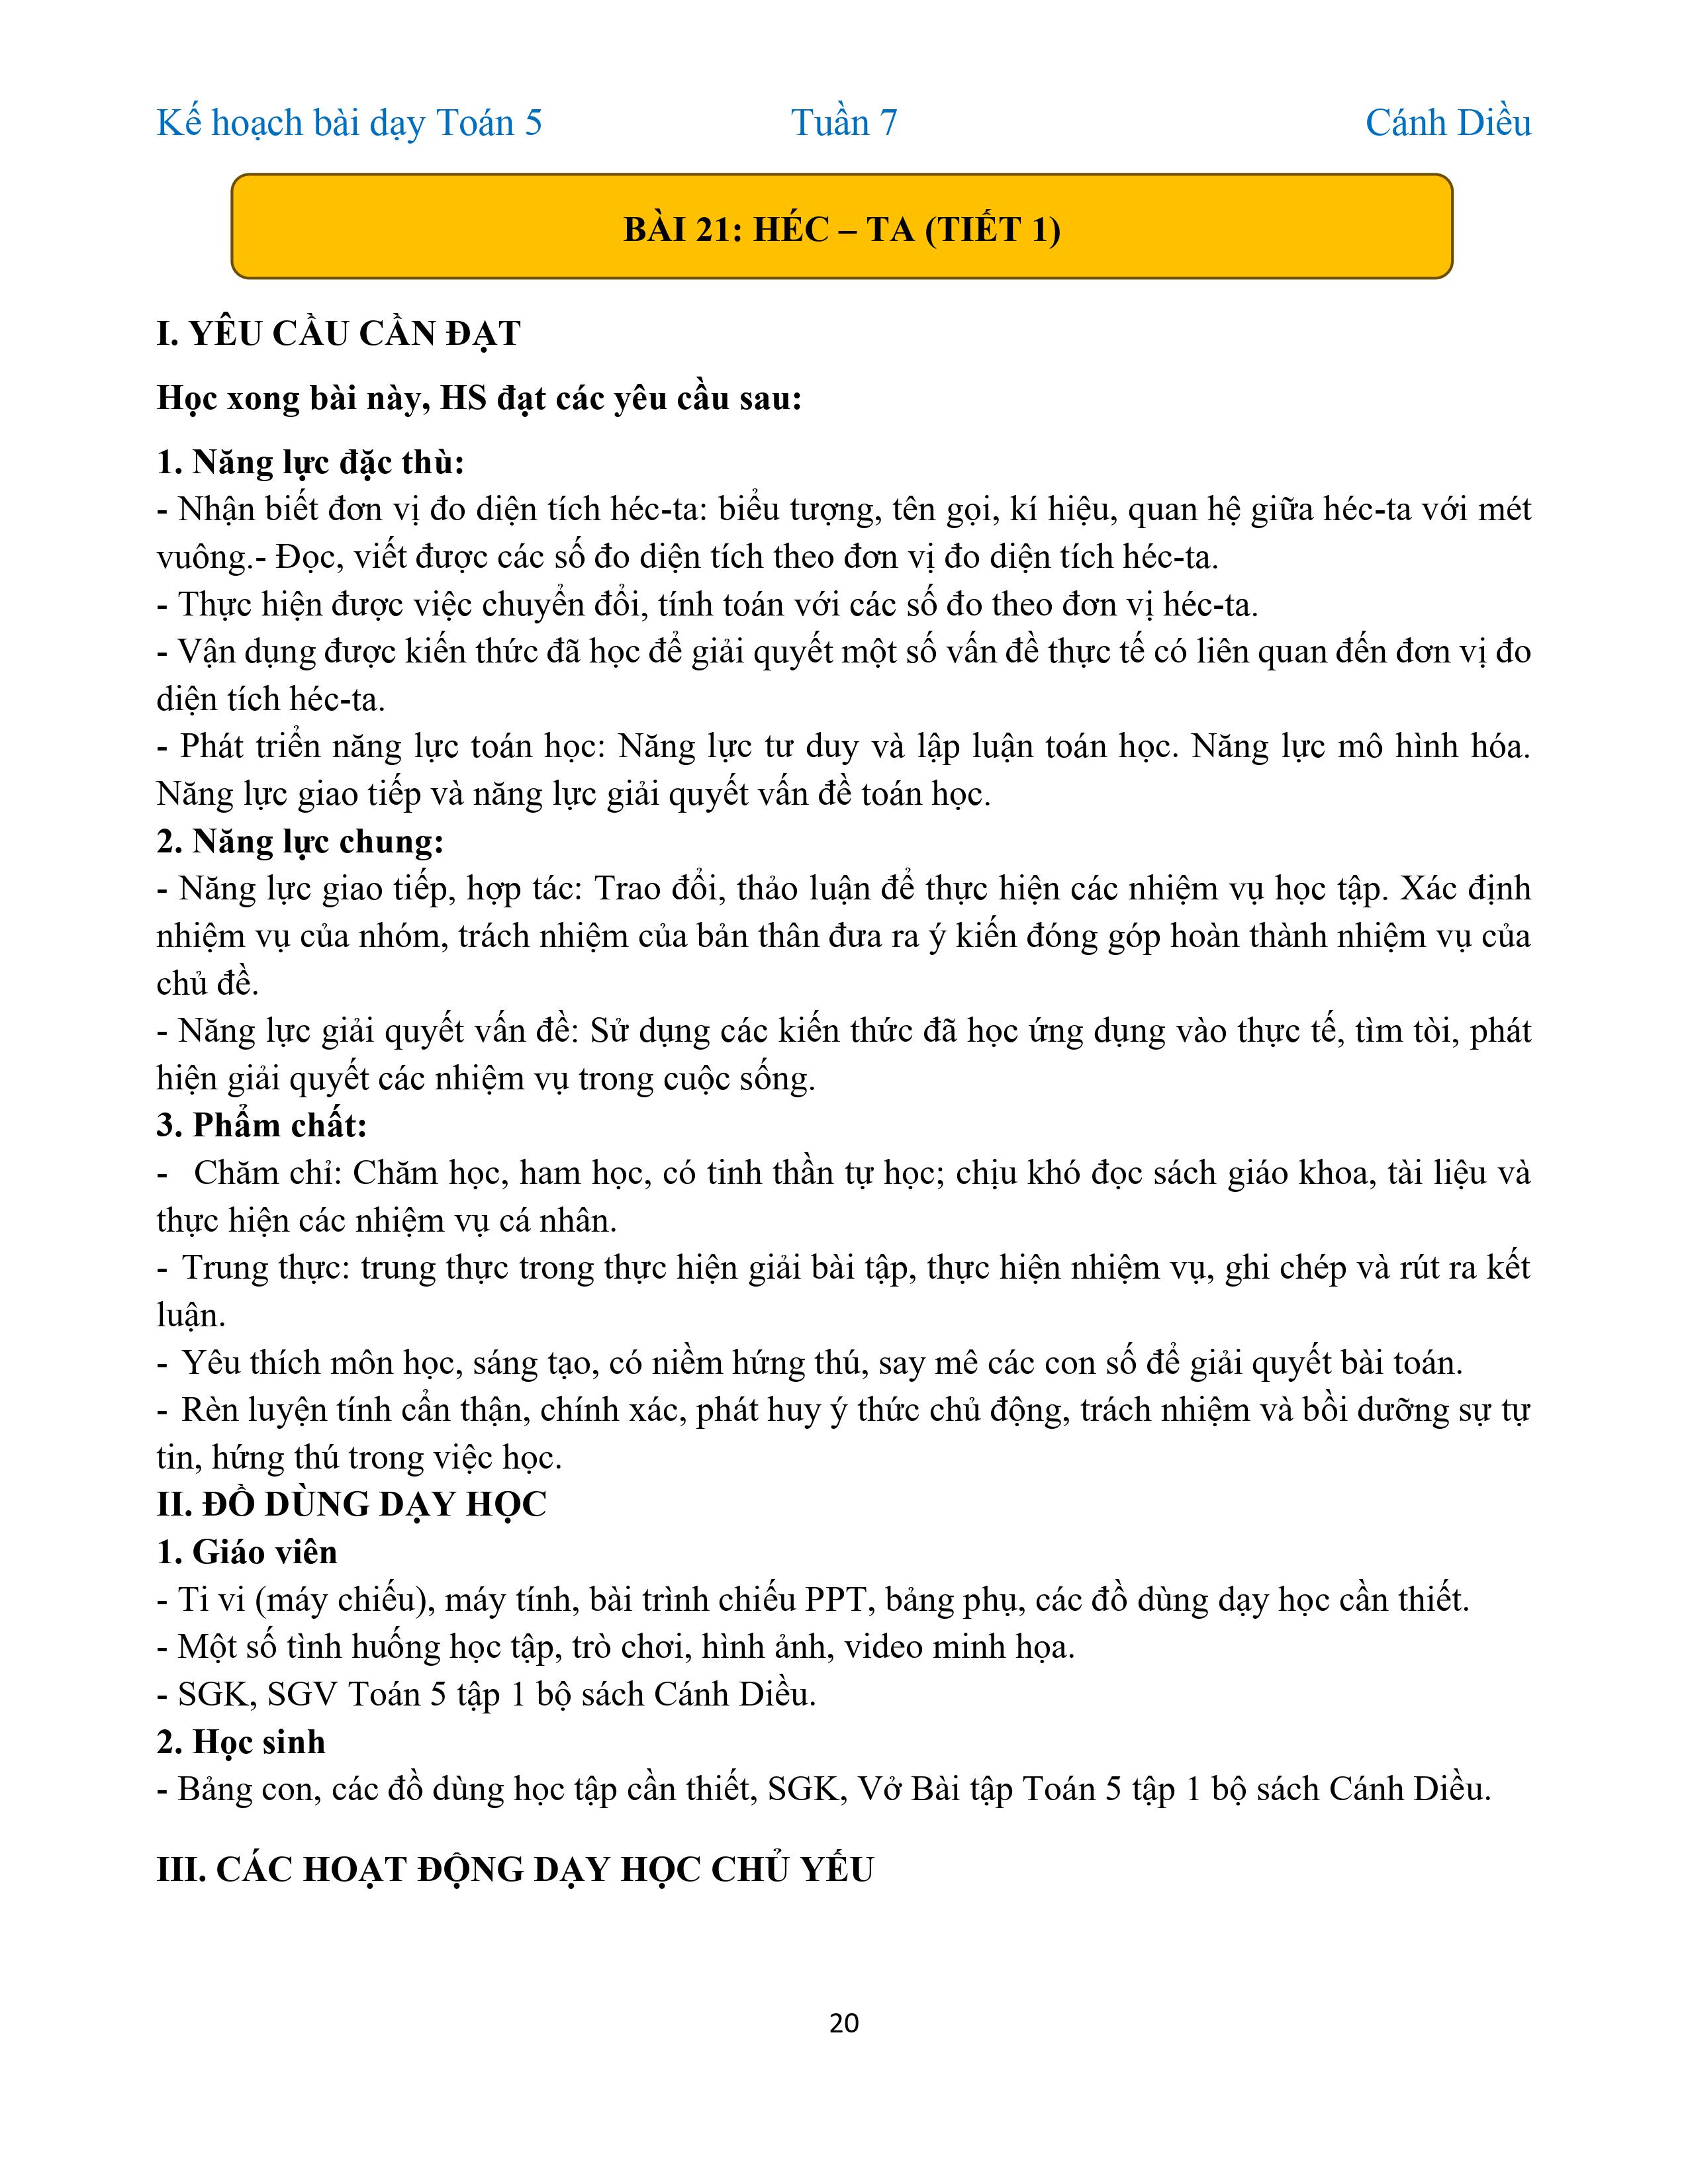 Kế hoạch bài dạy Toán 5 Tuần 7 Cánh Diều
BÀI 21: HÉC – TA (TIẾT 1)
I. YÊU CẦU CẦN ĐẠT
Học xong bài này, HS đạt các yêu cầu sau:
1. Năng lực đặc thù:
- Nhận biết đơn vị đo diện tích héc-ta: biểu tượng, tên gọi, kí hiệu, quan hệ giữa héc-ta với mét
vuông.- Đọc, viết được các số đo diện tích theo đơn vị đo diện tích héc-ta.
- Thực hiện được việc chuyển đổi, tính toán với các số đo theo đơn vị héc-ta.
- Vận dụng được kiến thức đã học để giải quyết một số vấn đề thực tế có liên quan đến đơn vị đo
diện tích héc-ta.
- Phát triển năng lực toán học: Năng lực tư duy và lập luận toán học. Năng lực mô hình hóa.
Năng lực giao tiếp và năng lực giải quyết vấn đề toán học.
2. Năng lực chung:
- Năng lực giao tiếp, hợp tác: Trao đổi, thảo luận để thực hiện các nhiệm vụ học tập. Xác định
nhiệm vụ của nhóm, trách nhiệm của bản thân đưa ra ý kiến đóng góp hoàn thành nhiệm vụ của
chủ đề.
- Năng lực giải quyết vấn đề: Sử dụng các kiến thức đã học ứng dụng vào thực tế, tìm tòi, phát
hiện giải quyết các nhiệm vụ trong cuộc sống.
3. Phẩm chất:
- Chăm chỉ: Chăm học, ham học, có tinh thần tự học; chịu khó đọc sách giáo khoa, tài liệu và
thực hiện các nhiệm vụ cá nhân.
- Trung thực: trung thực trong thực hiện giải bài tập, thực hiện nhiệm vụ, ghi chép và rút ra kết
luận.
- Yêu thích môn học, sáng tạo, có niềm hứng thú, say mê các con số để giải quyết bài toán.
- Rèn luyện tính cẩn thận, chính xác, phát huy ý thức chủ động, trách nhiệm và bồi dưỡng sự tự
tin, hứng thú trong việc học.
II. ĐỒ DÙNG DẠY HỌC
1. Giáo viên
- Ti vi (máy chiếu), máy tính, bài trình chiếu PPT, bảng phụ, các đồ dùng dạy học cần thiết.
- Một số tình huống học tập, trò chơi, hình ảnh, video minh họa.
- SGK, SGV Toán 5 tập 1 bộ sách Cánh Diều.
2. Học sinh
- Bảng con, các đồ dùng học tập cần thiết, SGK, Vở Bài tập Toán 5 tập 1 bộ sách Cánh Diều.
III. CÁC HOẠT ĐỘNG DẠY HỌC CHỦ YẾU
20